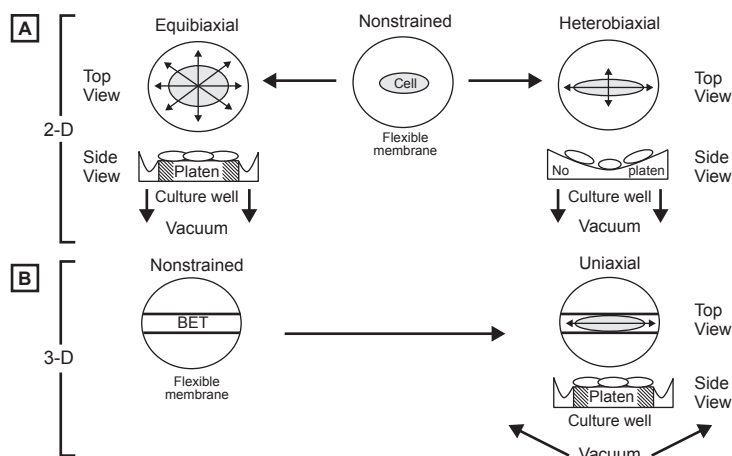 A
Equibiaxial
Nonstrained
Heterobiaxial
Top
View
Cell
Top
View
2-D
Flexible
membrane
Side
View
Platen
No platen
Side
View
Culture well
Culture well
Vacuum
Vacuum
B
Nonstrained
Uniaxial
BET
Top
View
3-D
Flexible
membrane
Side
View
Platen
Culture well
Vacuum